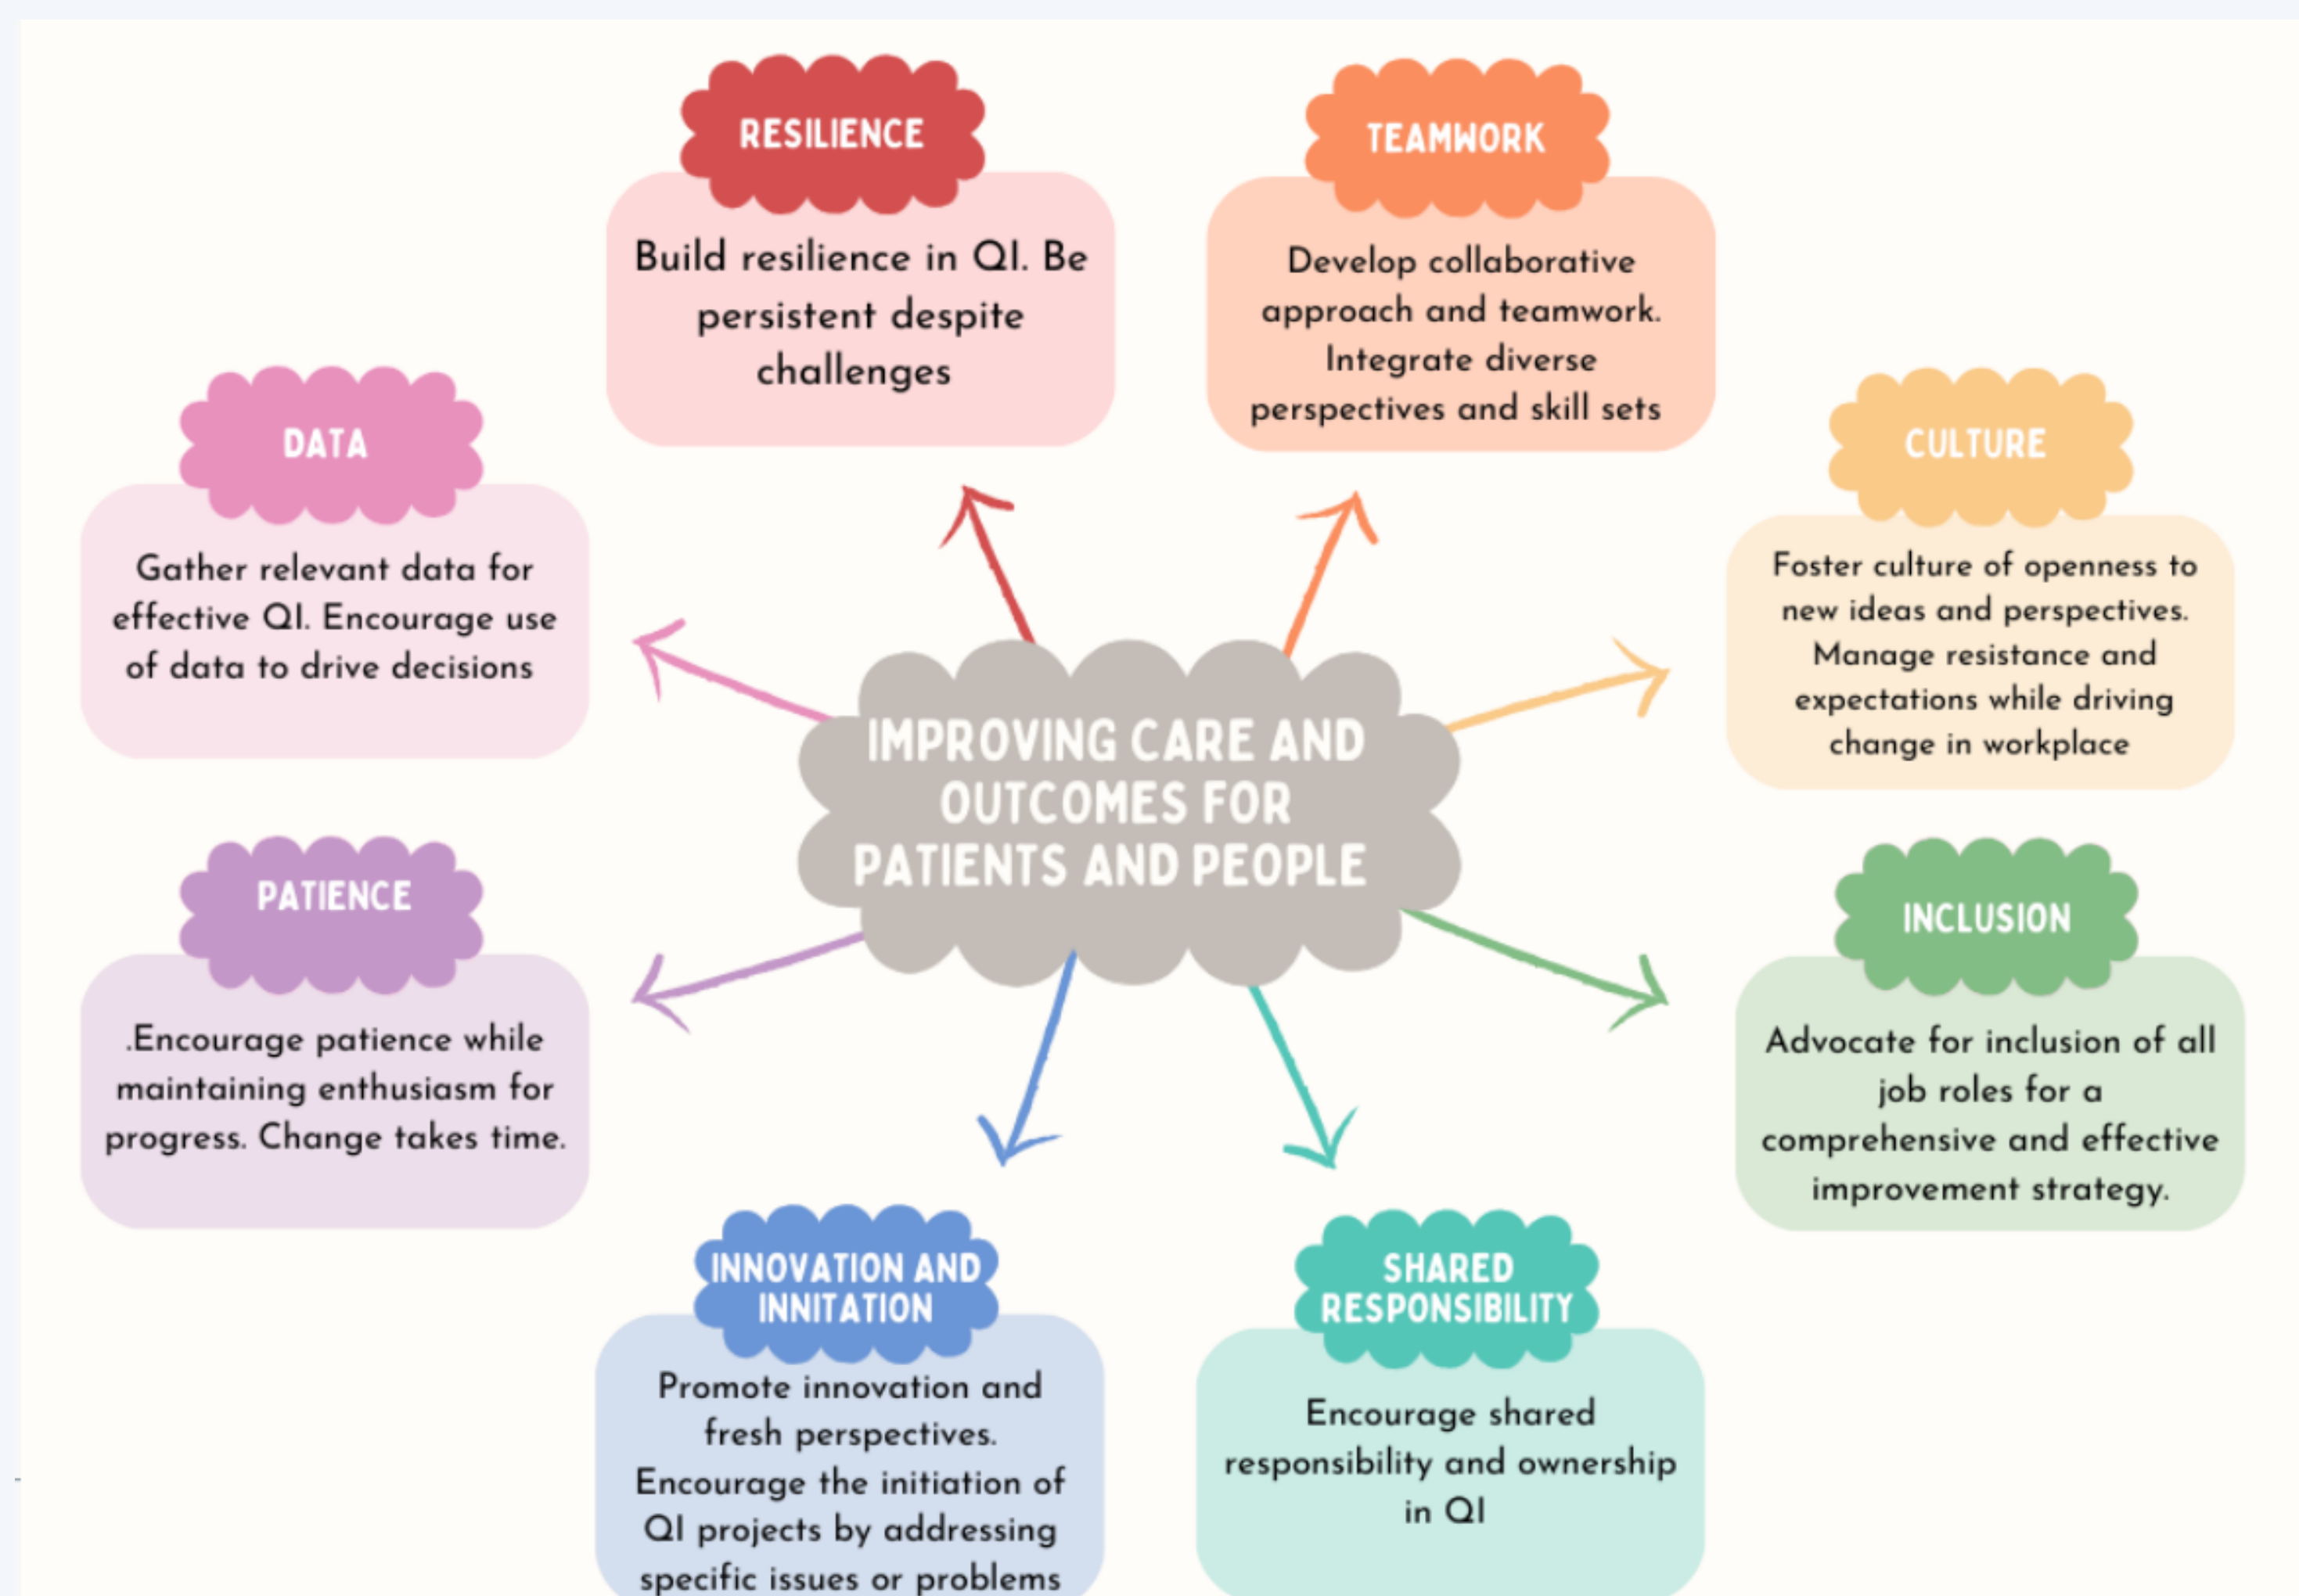 RESILIENCE
Build resilience in QI. Be
persistent despite
challenges
TEAMWORK
Develop collaborative
approach and teamwork.
Integrate diverse
perspectives and skill sets
DATA
Gather relevant data for
effective QI. Encourage use
of data to drive decisions
CULTURE
Foster culture of openness to
new ideas and perspectives.
Manage resistance and
expectations while driving
change in workplace
IMPROVING CARE AND
OUTCOMES FOR
PATIENTS AND PEOPLE
PATIENCE
.Encourage patience while
maintaining enthusiasm for
progress. Change takes time.
INCLUSION
Advocate for inclusion of all
job roles for a
comprehensive and effective
improvement strategy.
INNOVATION AND
INNITATION
Promote innovation and
fresh perspectives.
Encourage the initiation of
QI projects by addressing
specific issues or problems
SHARED
RESPONSIBILITY
Encourage shared
responsibility and ownership
in QI